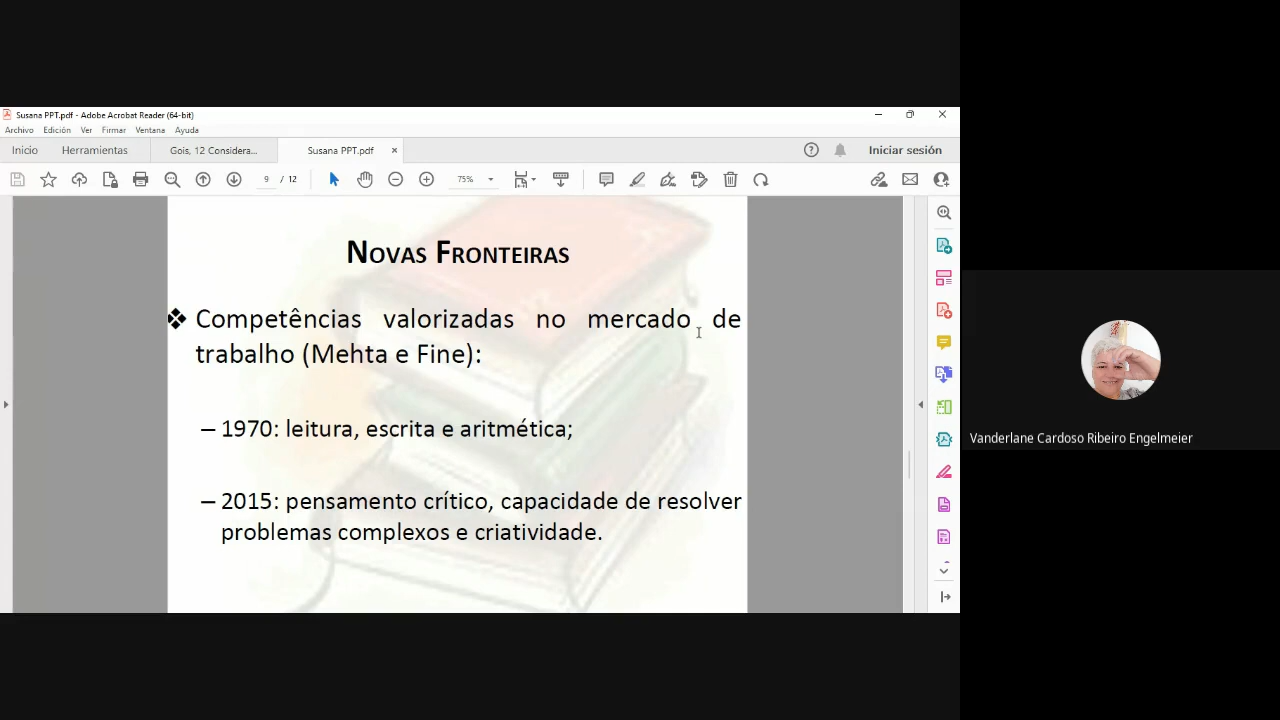 Susana PPT.pdf - Adobe Acrobat Reader (64-bit)
Archivo Edición Ver Firmar Ventana Ayuda
Inicio Herramientas Gois, 12 Considera... Susana PPT.pdf × Iniciar sesión
9 / 12 75%
NOVAS FRONTEIRAS
❖ Competências valorizadas no mercado de
trabalho (Mehta e Fine):
– 1970: leitura, escrita e aritmética;
– 2015: pensamento crítico, capacidade de resolver
problemas complexos e criatividade.
Vanderlane Cardoso Ribeiro Engelmeier